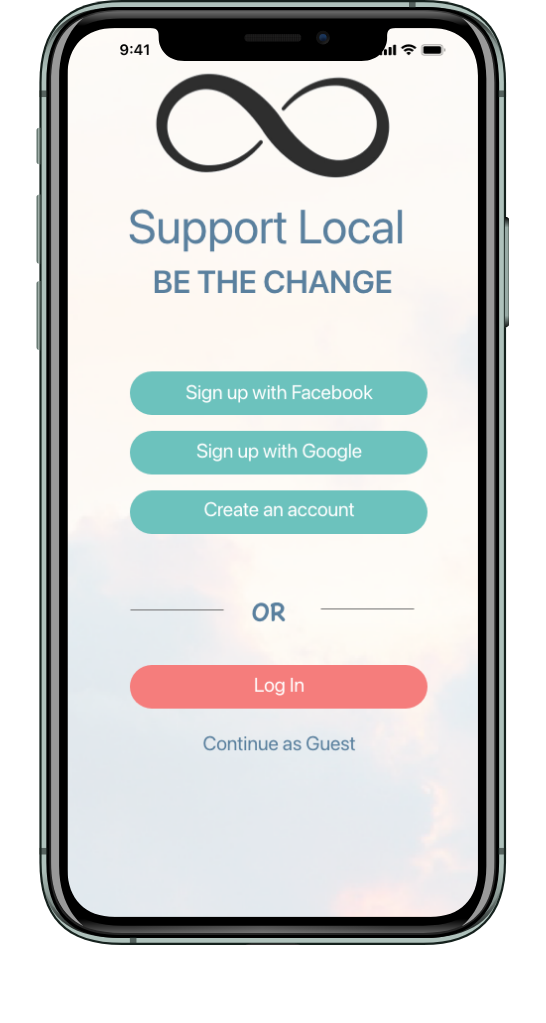 9:41
Support Local
BE THE CHANGE
Sign up with Facebook
Sign up with Google
Create an account
OR
Log In
Continue as Guest